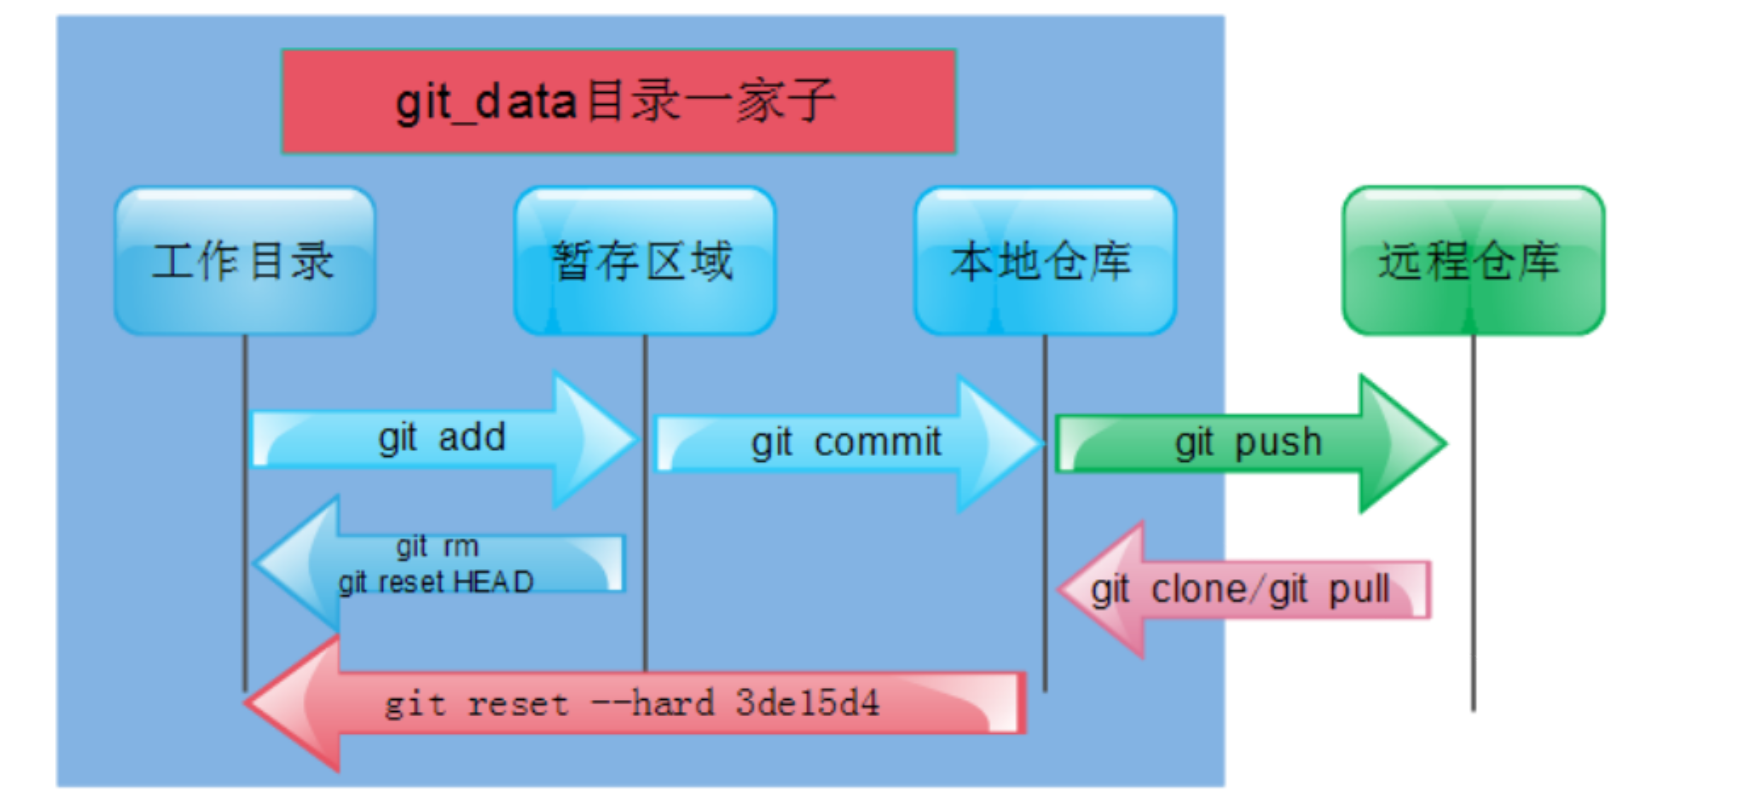 git_data目录一家子
工作目录
暂存区域
本地仓库
远程仓库
git add
git commit
git push
git rm
git reset HEAD
git clone/git pull
git reset --hard 3de15d4